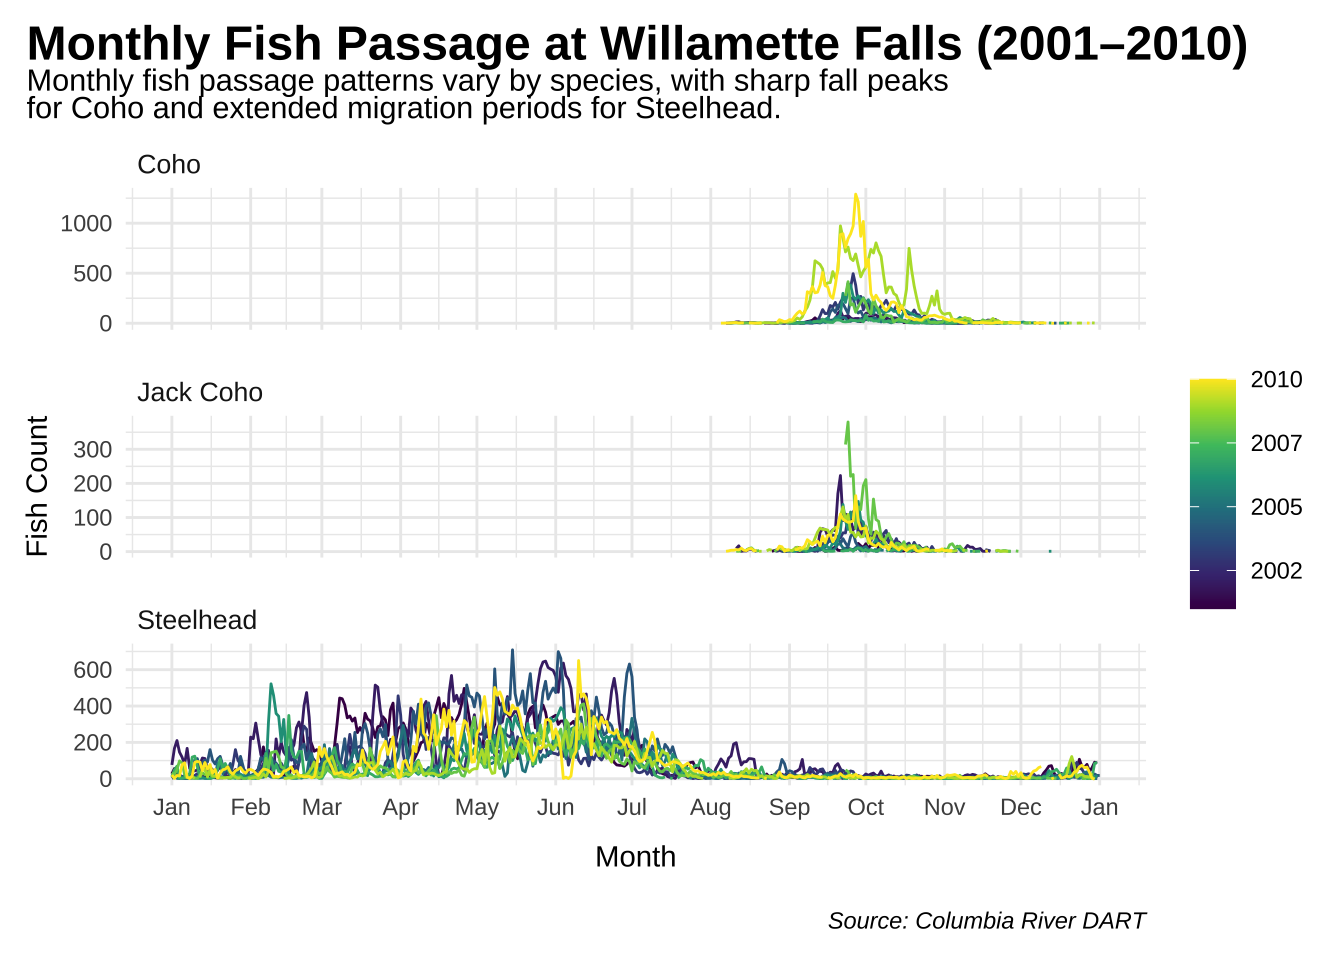 Monthly Fish Passage at Willamette Falls (2001–2010)
Monthly fish passage patterns vary by species, with sharp fall peaks
for Coho and extended migration periods for Steelhead.
Coho
1000
500
0
Jack Coho
300
200
100
0
Steelhead
600
400
200
0
Fish Count
Jan Feb Mar Apr May Jun Jul Aug Sep Oct Nov Dec Jan
Month
2010
2007
2005
2002
Source: Columbia River DART